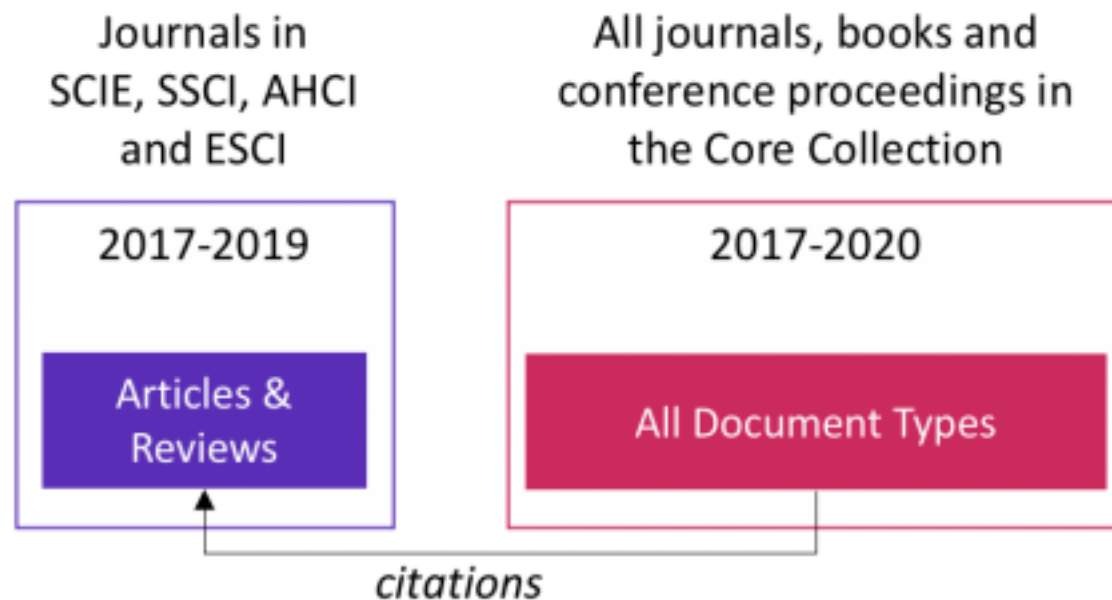 Journals in
SCIE, SSCI, AHCI
and ESCI
2017-2019
Articles &
Reviews
All journals, books and
conference proceedings in
the Core Collection
2017-2020
All Document Types
citations